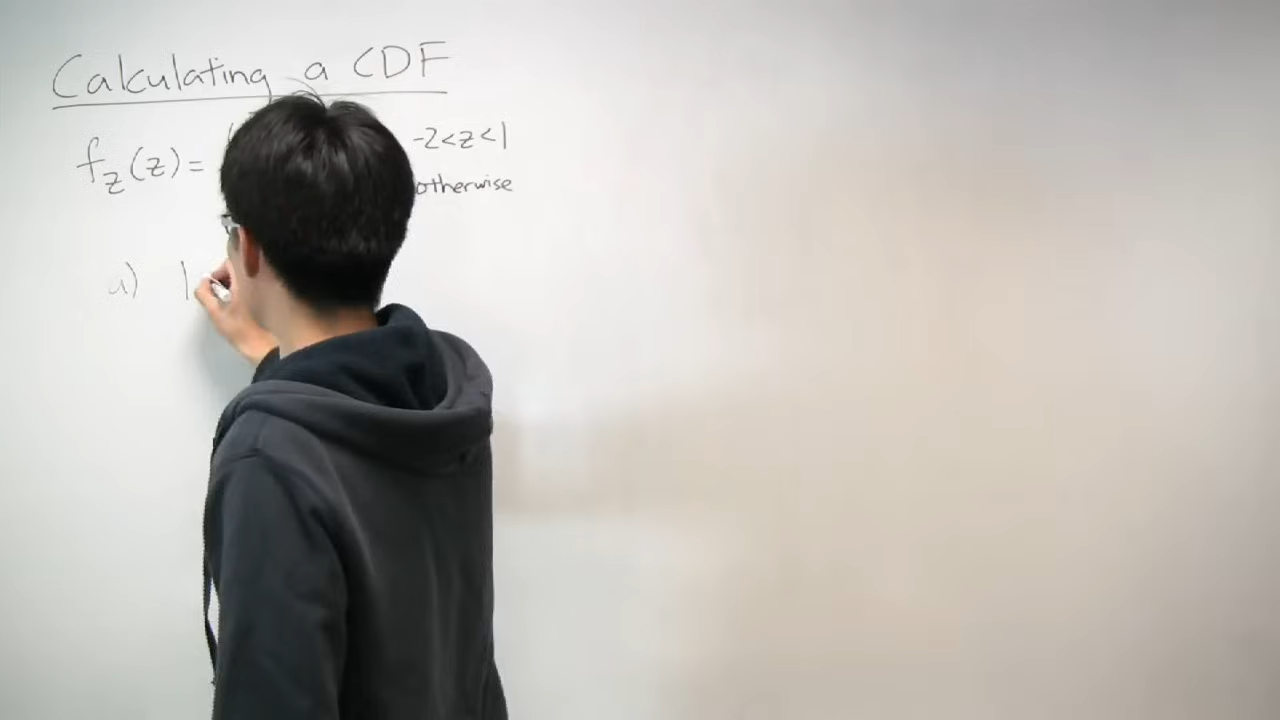 Calculating a CDF
f_Z(z) = -2<z<1
otherwise
a) |